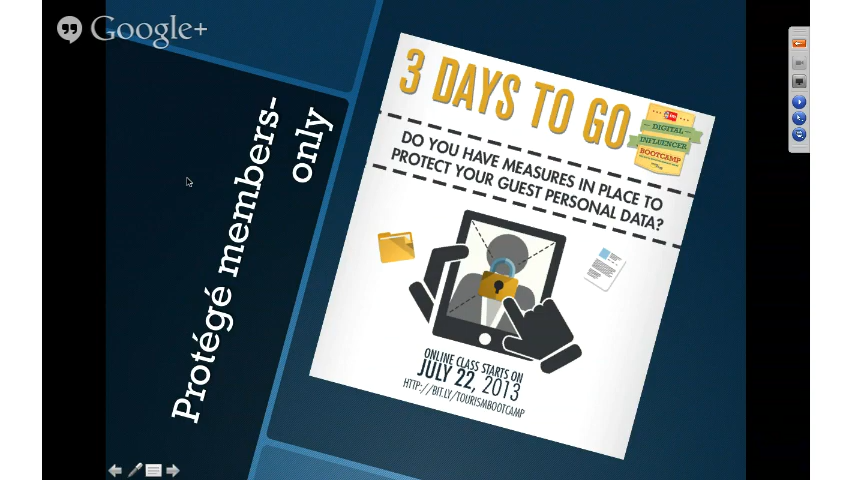 Google+
Protégé members-
only
3 DAYS TO GO
DIGITAL
INFLUENCER
BOOTCAMP
DO YOU HAVE MEASURES IN PLACE TO
PROTECT YOUR GUEST PERSONAL DATA?
ONLINE CLASS STARTS ON
JULY 22, 2013
HTTP://BIT.LY/TOURISMBOOTCAMP